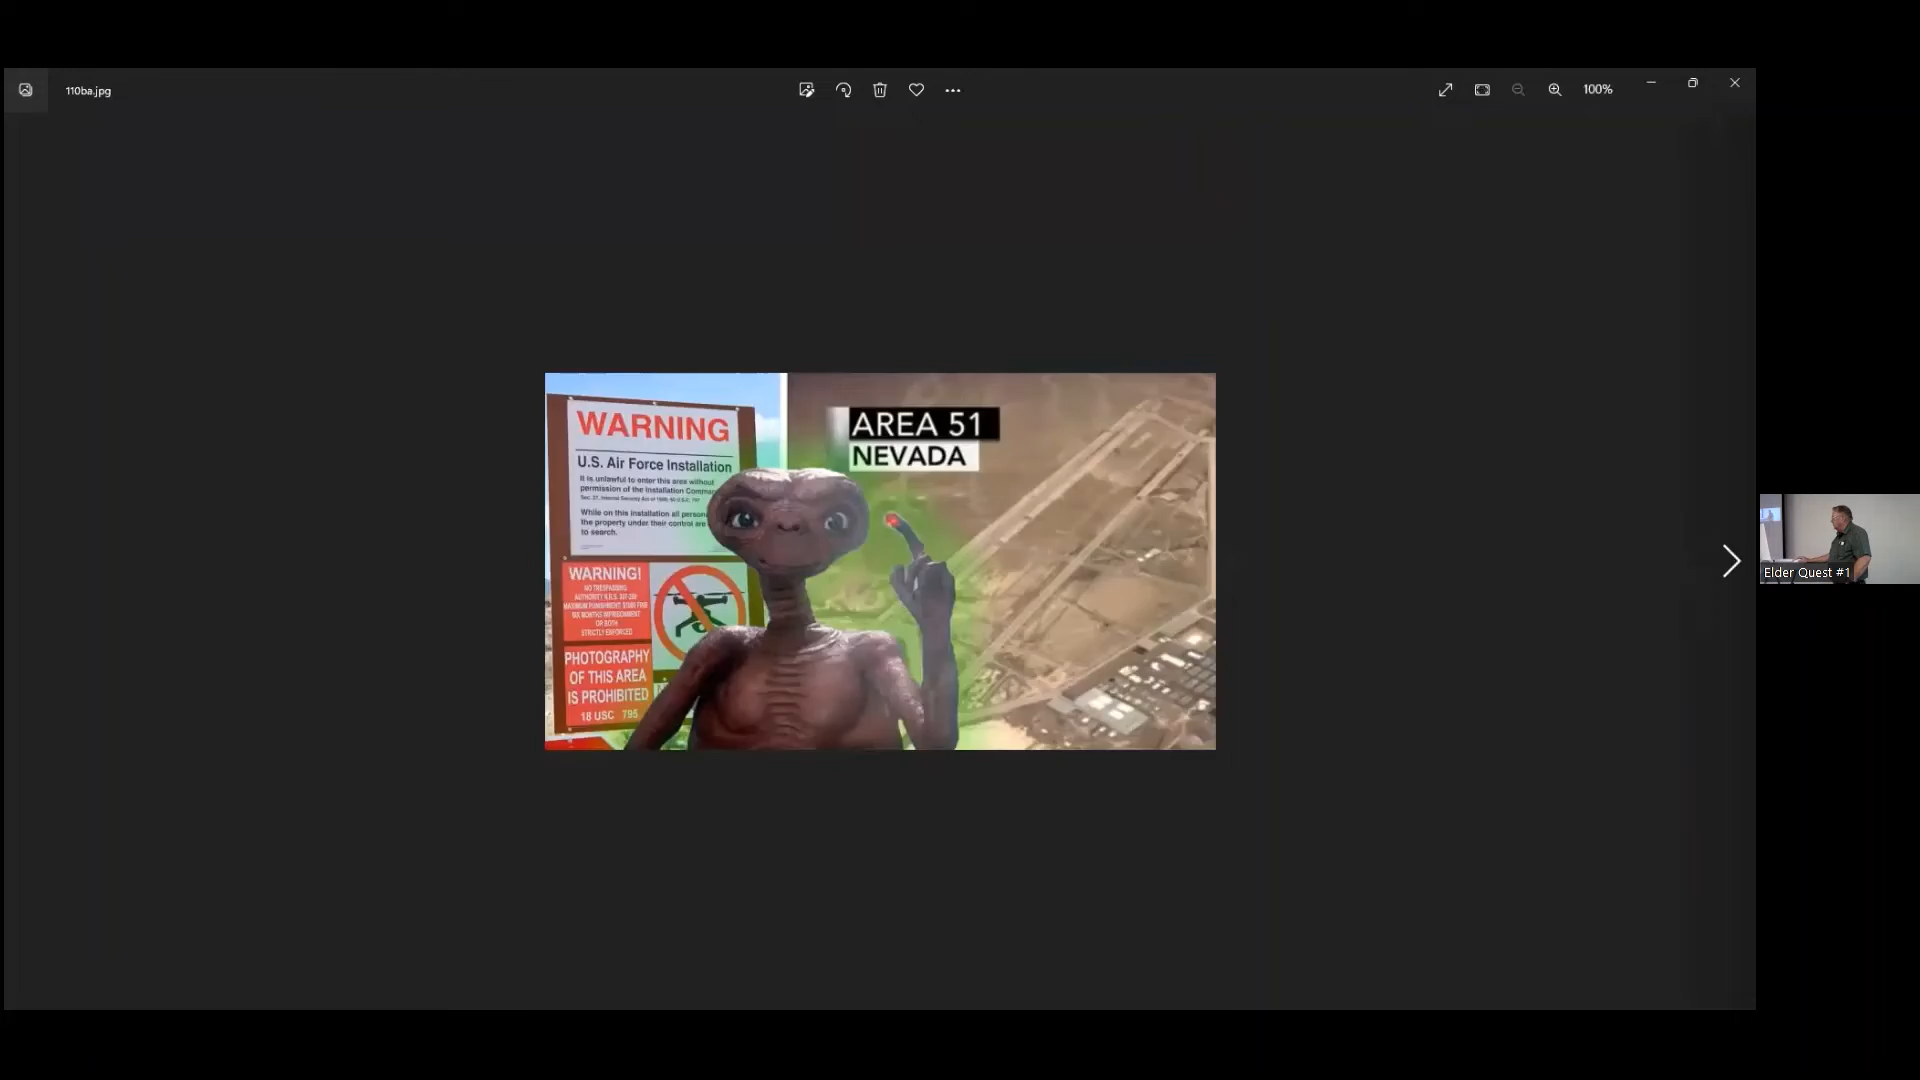 110ba.jpg
100%
WARNING
U.S. Air Force Installation
It is unlawful to enter this area without
permission of the Installation
While on this installation all
the property under their control are
to search.
WARNING!
NO TRESPASSING
STRICTLY ENFORCED
PHOTOGRAPHY
OF THIS AREA
IS PROHIBITED
18 USC 795
AREA 51
NEVADA
Elder Quest #1